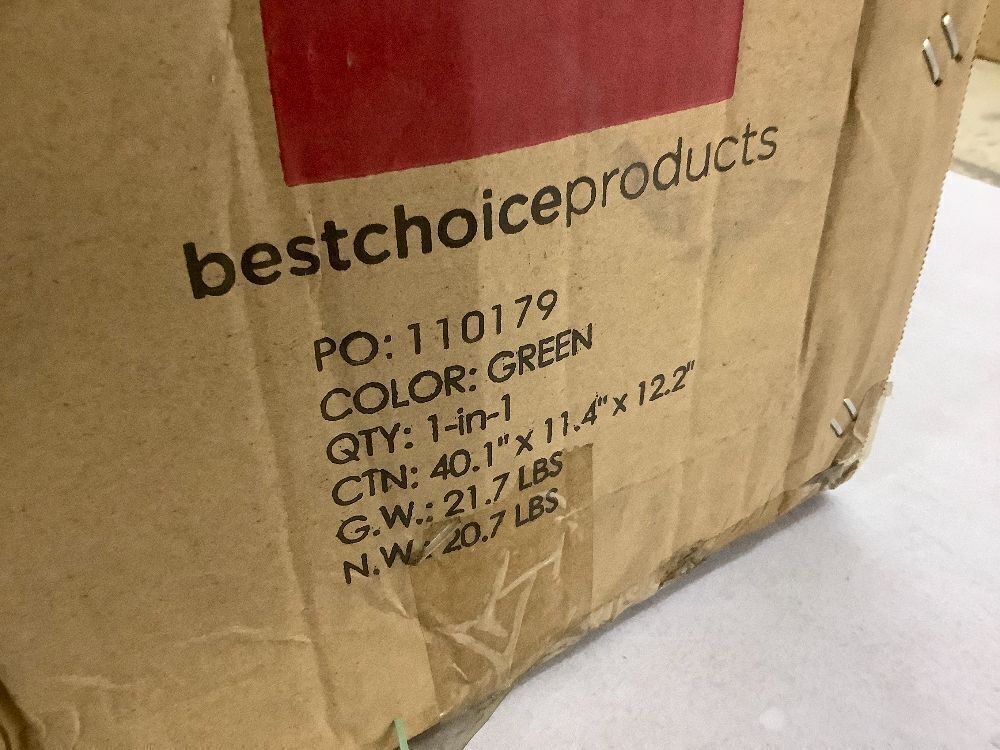 bestchoiceproducts
PO: 110179
COLOR: GREEN
QTY: 1-in-1
CTN: 40.1" x 11.4" x 12.2"
G.W.: 21.7 LBS
N.W.: 20.7 LBS